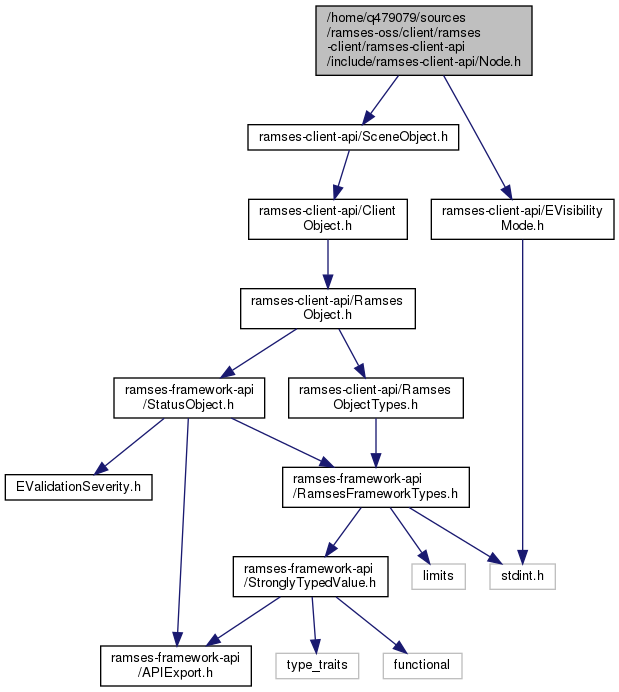 /home/q479079/sources
/ramses-oss/client/ramses
-client/ramses-client-api
/include/ramses-client-api/Node.h
ramses-client-api/SceneObject.h
ramses-client-api/Client
Object.h
ramses-client-api/EVisibility
Mode.h
ramses-client-api/Ramses
Object.h
ramses-framework-api
/StatusObject.h
ramses-client-api/Ramses
ObjectTypes.h
EValidationSeverity.h
ramses-framework-api
/RamsesFrameworkTypes.h
ramses-framework-api
/StronglyTypedValue.h
limits
stdint.h
ramses-framework-api
/APIExport.h
type_traits
functional